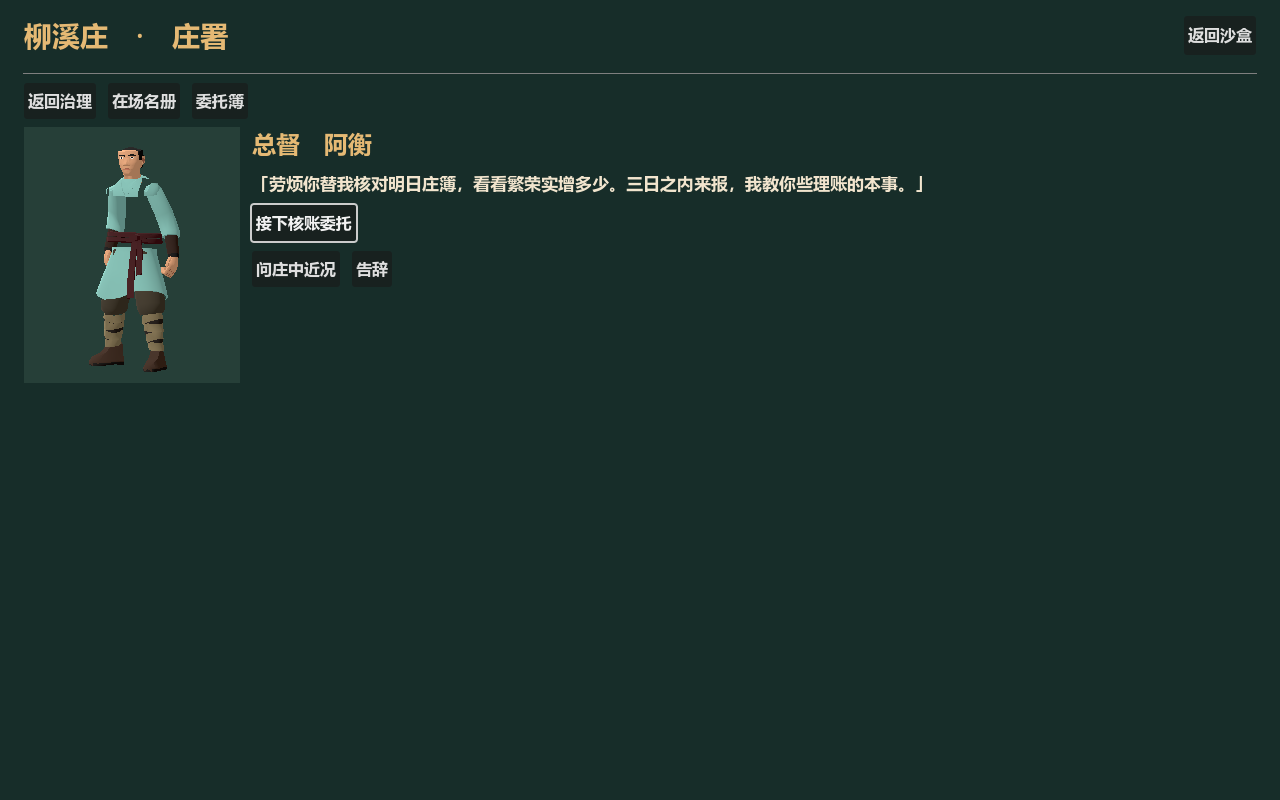 柳溪庄 · 庄署
返回沙盒
返回治理 在场名册 委托簿
总督 阿衡
「劳烦你替我核对明日庄簿，看看繁荣实增多少。三日之内来报，我教你些理账的本事。」
接下核账委托
问庄中近况 告辞